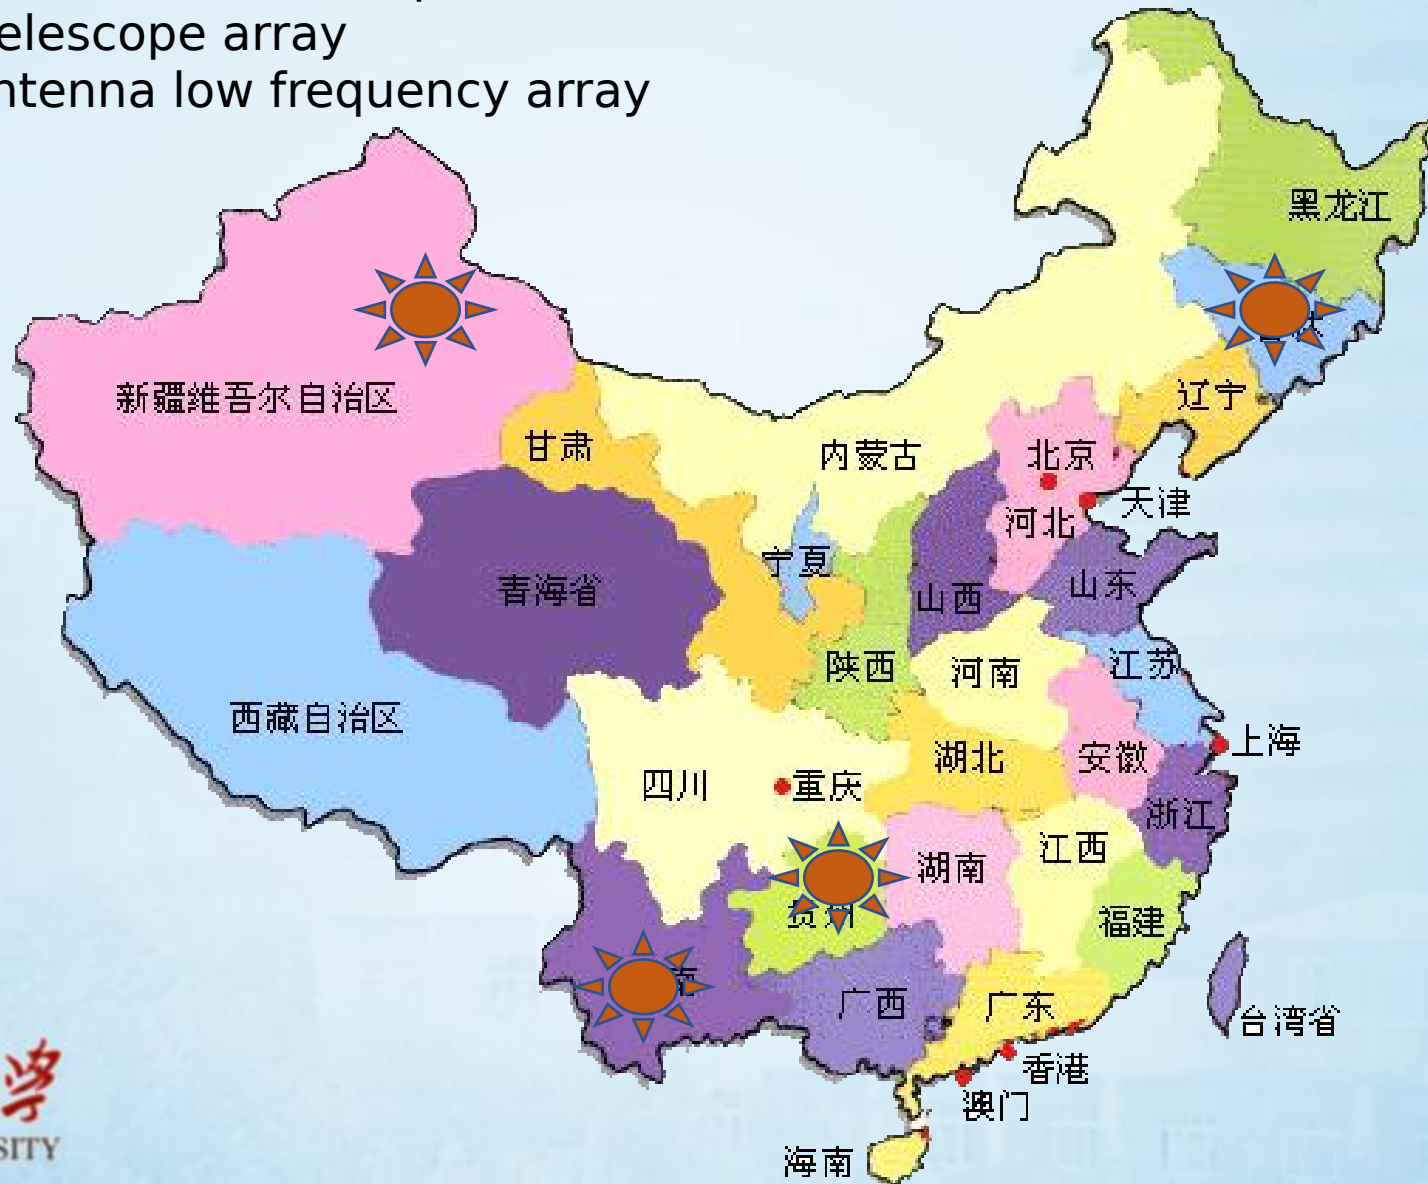 elescope array
ntenna low frequency array
黑龙江
新疆维吾尔自治区
辽宁
甘肃
内蒙古
北京
天津
河北
宁夏
青海省
山西
山东
陕西
河南
江苏
西藏自治区
上海
湖北
安徽
四川
重庆
浙江
江西
湖南
贵州
福建
南
广西
广东
台湾省
香港
澳门
海南
SITY